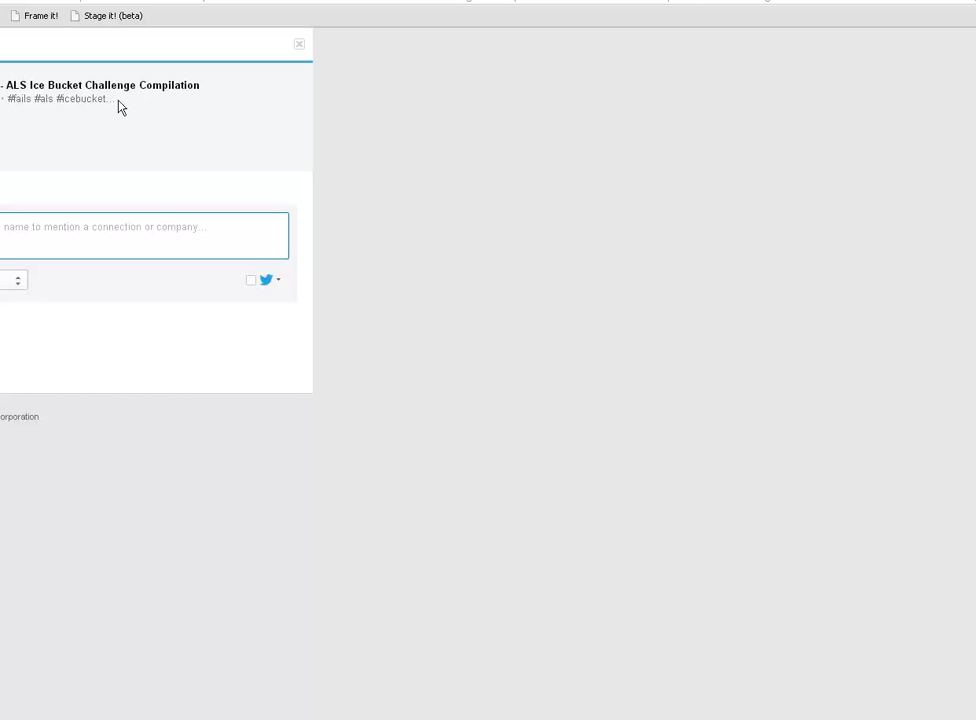 Frame it! Stage it! (beta)
- ALS Ice Bucket Challenge Compilation
· #fails #als #icebucket...
name to mention a connection or company...
orporation